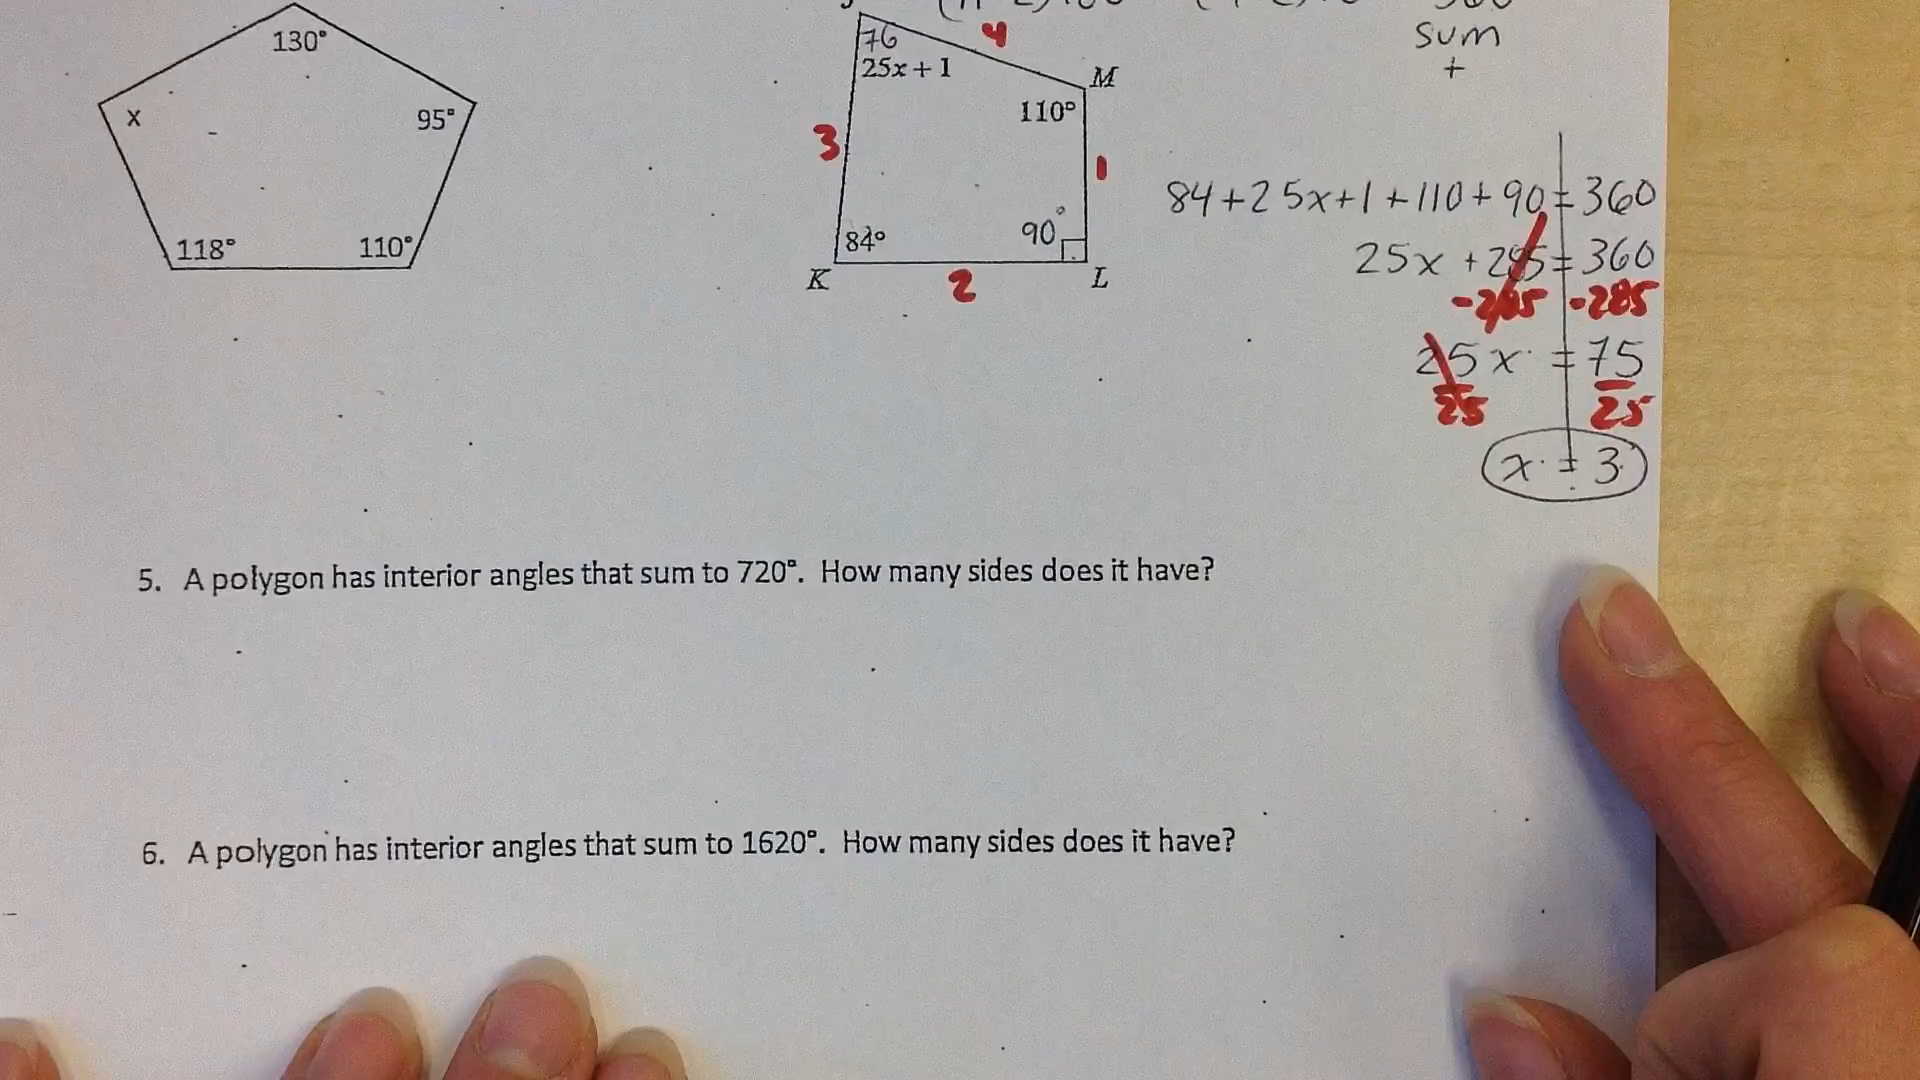 130°
x
95°
118°
110°
76
25x + 1
4
M
110°
3
1
84°
90°
K
2
L
sum
+
84+25x+1+110+90=360
25x+285=360
-285 -285
25x=75
25 25
x=3
5. A polygon has interior angles that sum to 720°. How many sides does it have?
6. A polygon has interior angles that sum to 1620°. How many sides does it have?